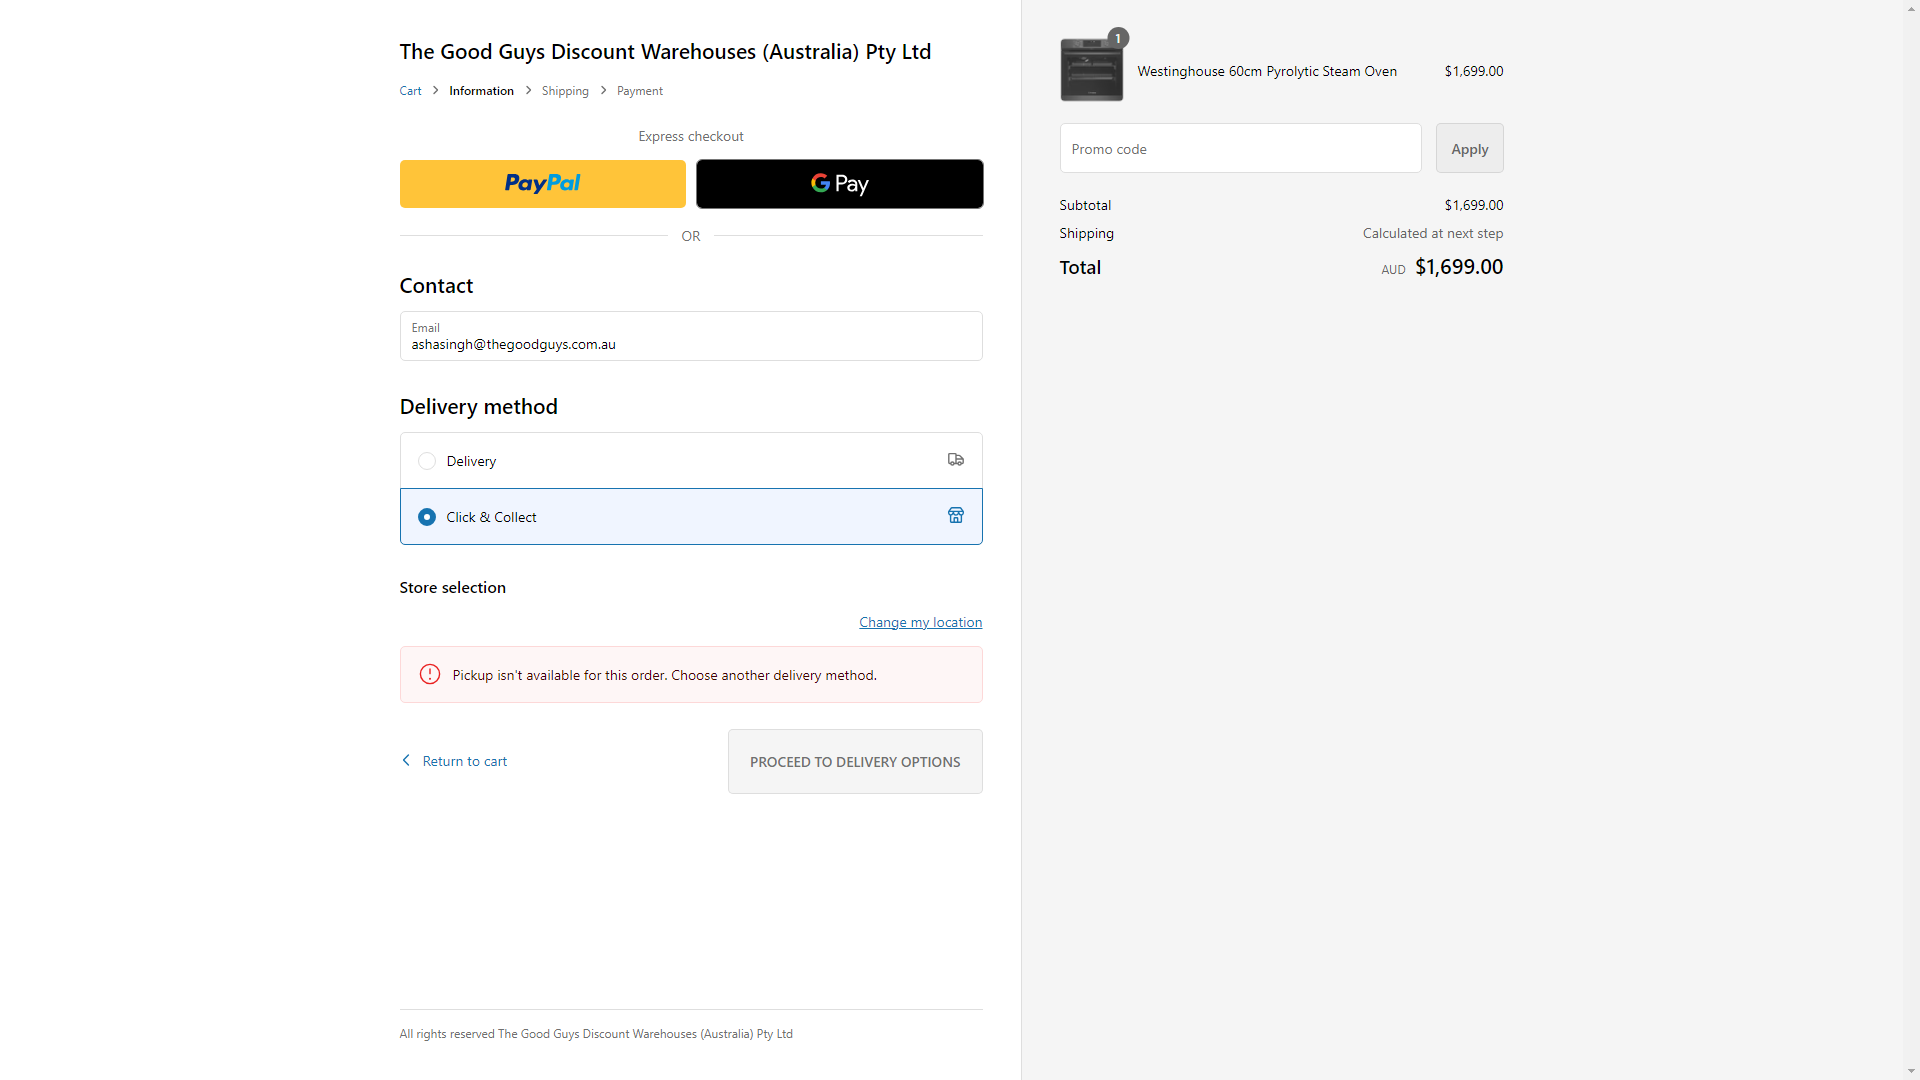 The Good Guys Discount Warehouses (Australia) Pty Ltd
Cart
Information
Shipping
Payment
Express checkout
PayPal
G Pay
OR
Contact
Email
ashasingh@thegoodguys.com.au
Delivery method
Delivery
Click & Collect
Store selection
Change my location
Pickup isn't available for this order. Choose another delivery method.
Return to cart
PROCEED TO DELIVERY OPTIONS
All rights reserved The Good Guys Discount Warehouses (Australia) Pty Ltd
1
Westinghouse 60cm Pyrolytic Steam Oven $1,699.00
Promo code
Apply
Subtotal $1,699.00
Shipping Calculated at next step
Total AUD $1,699.00